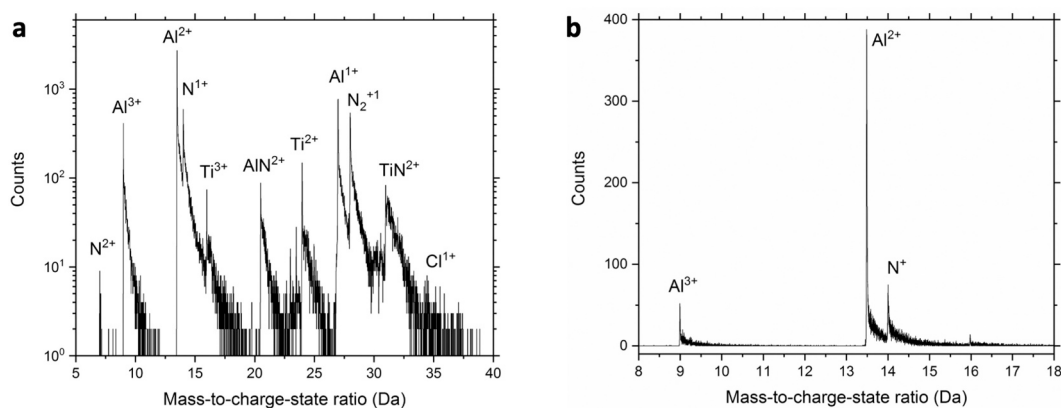 a
Al²⁺
N¹⁺
Al³⁺
Ti³⁺
N²⁺
AlN²⁺
Ti²⁺
Al¹⁺
N₂⁺¹
TiN²⁺
Cl¹⁺
10³
10²
10¹
10⁰
Counts
5 10 15 20 25 30 35 40
Mass-to-charge-state ratio (Da)
b
400
300
200
100
0
Counts
Al²⁺
N⁺
Al³⁺
8 9 10 11 12 13 14 15 16 17 18
Mass-to-charge-state ratio (Da)